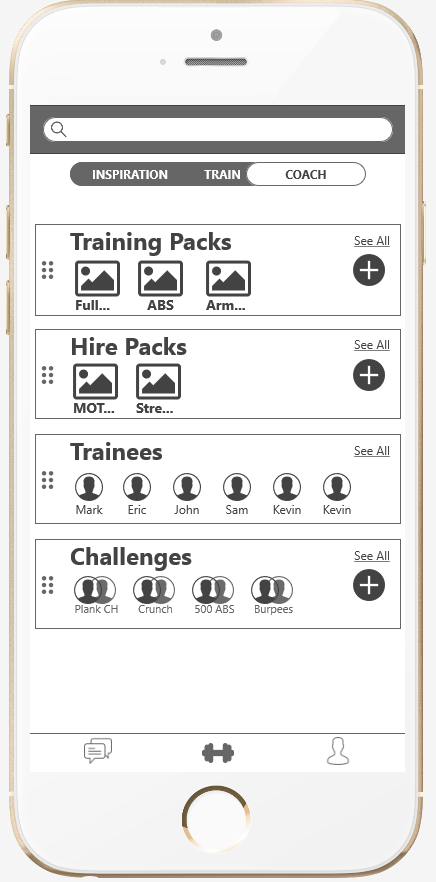 INSPIRATION TRAIN COACH
Training Packs
See All
Full... ABS Arm...
Hire Packs
See All
MOT... Stre...
Trainees
See All
Mark Eric John Sam Kevin Kevin
Challenges
See All
Plank CH Crunch 500 ABS Burpees